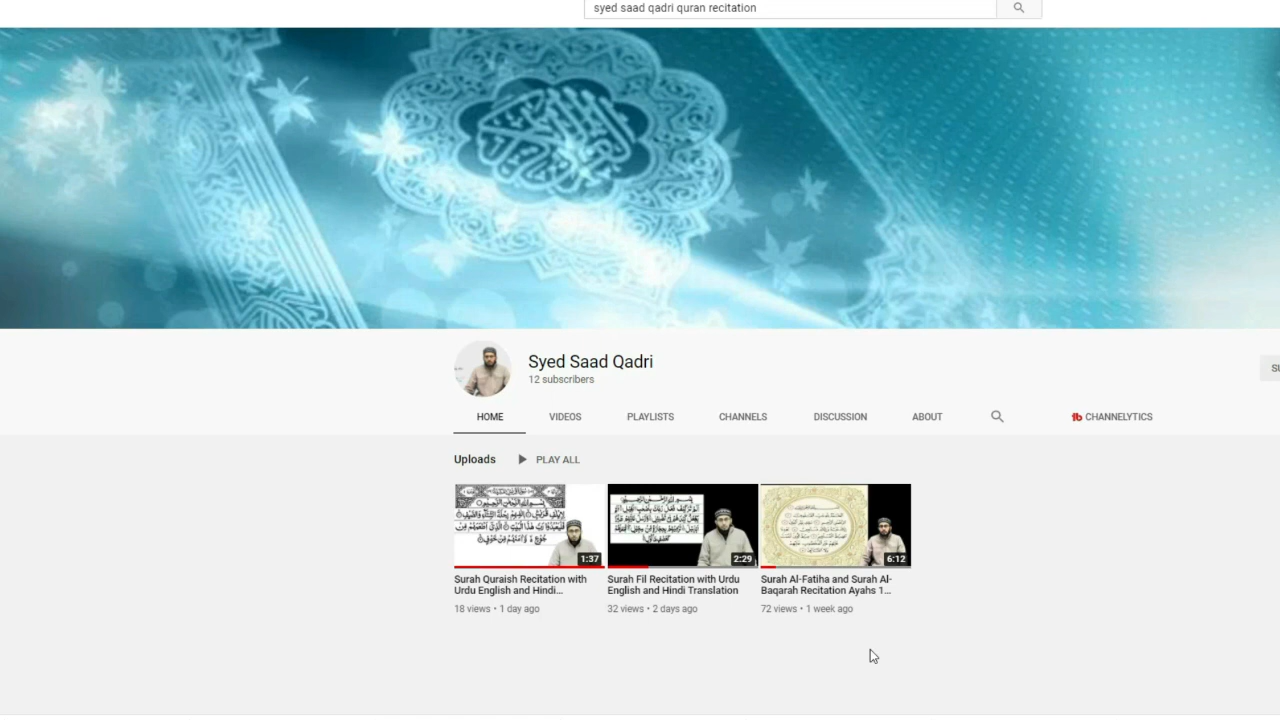 syed saad qadri quran recitation
Syed Saad Qadri
12 subscribers
HOME
VIDEOS
PLAYLISTS
CHANNELS
DISCUSSION
ABOUT
CHANNELYTICS
Uploads
PLAY ALL
1:37
2:29
6:12
Surah Quraish Recitation with
Urdu English and Hindi...
18 views • 1 day ago
Surah Fil Recitation with Urdu
English and Hindi Translation
32 views • 2 days ago
Surah Al-Fatiha and Surah Al-
Baqarah Recitation Ayahs 1...
72 views • 1 week ago